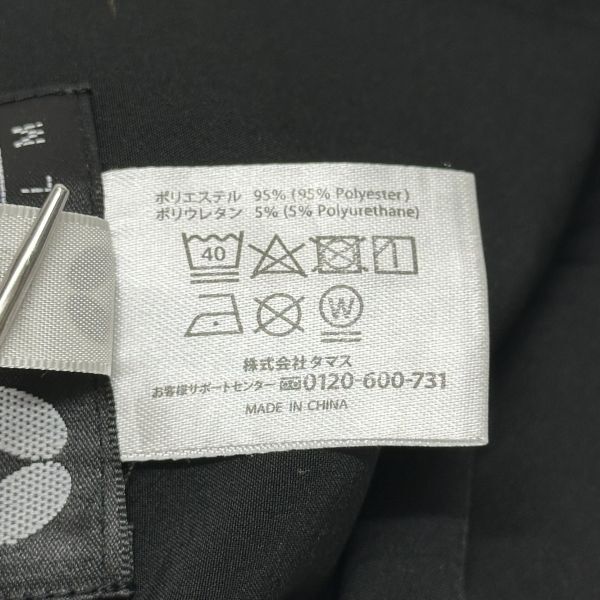 M
L
ポリエステル 95% (95% Polyester)
ポリウレタン 5% (5% Polyurethane)
40
W
株式会社 タマス
お客様サポートセンター 0120-600-731
MADE IN CHINA